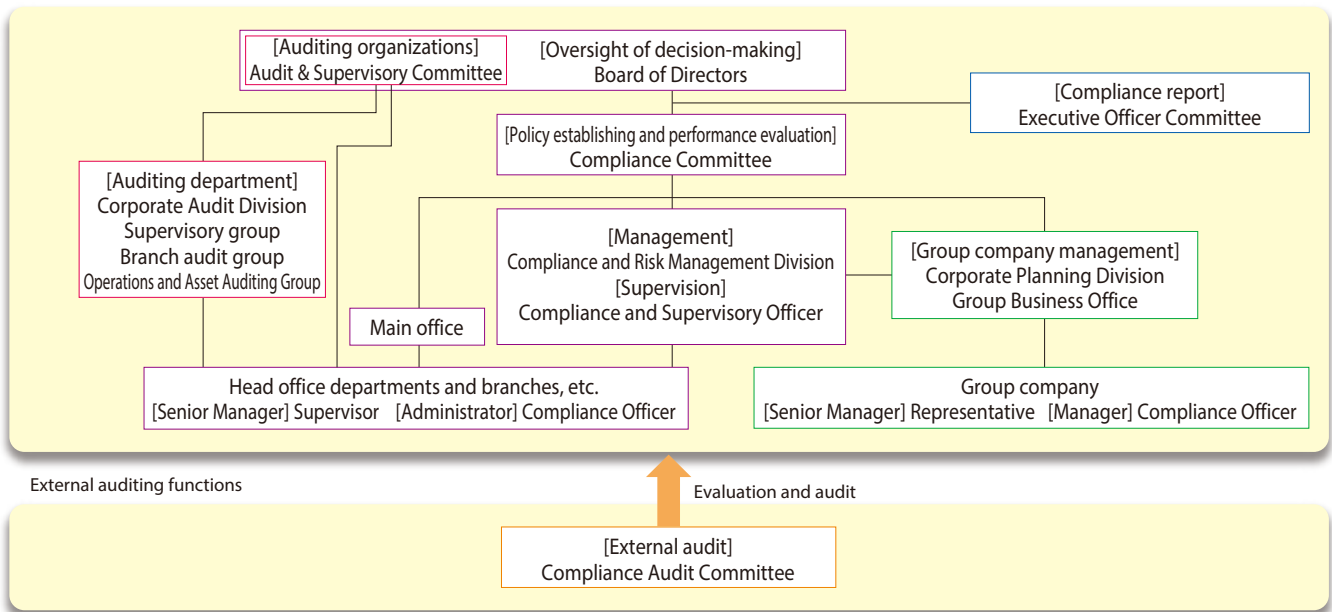 [Auditing organizations]
Audit & Supervisory Committee
[Oversight of decision-making]
Board of Directors
[Compliance report]
Executive Officer Committee
[Policy establishing and performance evaluation]
Compliance Committee
[Auditing department]
Corporate Audit Division
Supervisory group
Branch audit group
Operations and Asset Auditing Group
[Management]
Compliance and Risk Management Division
[Supervision]
Compliance and Supervisory Officer
[Group company management]
Corporate Planning Division
Group Business Office
Main office
Head office departments and branches, etc.
[Senior Manager] Supervisor [Administrator] Compliance Officer
Group company
[Senior Manager] Representative [Manager] Compliance Officer
External auditing functions
Evaluation and audit
[External audit]
Compliance Audit Committee